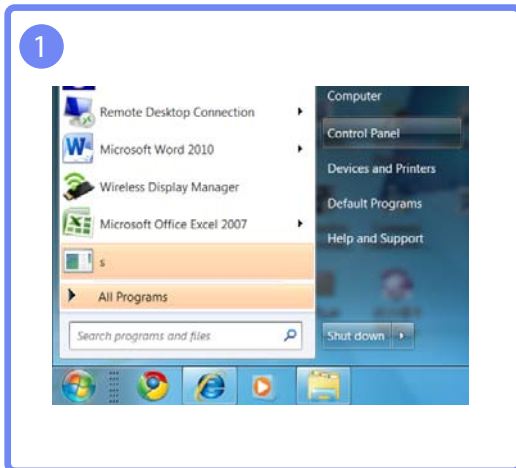 1
Remote Desktop Connection
Microsoft Word 2010
Wireless Display Manager
Microsoft Office Excel 2007
s
All Programs
Search programs and files
Computer
Control Panel
Devices and Printers
Default Programs
Help and Support
Shut down